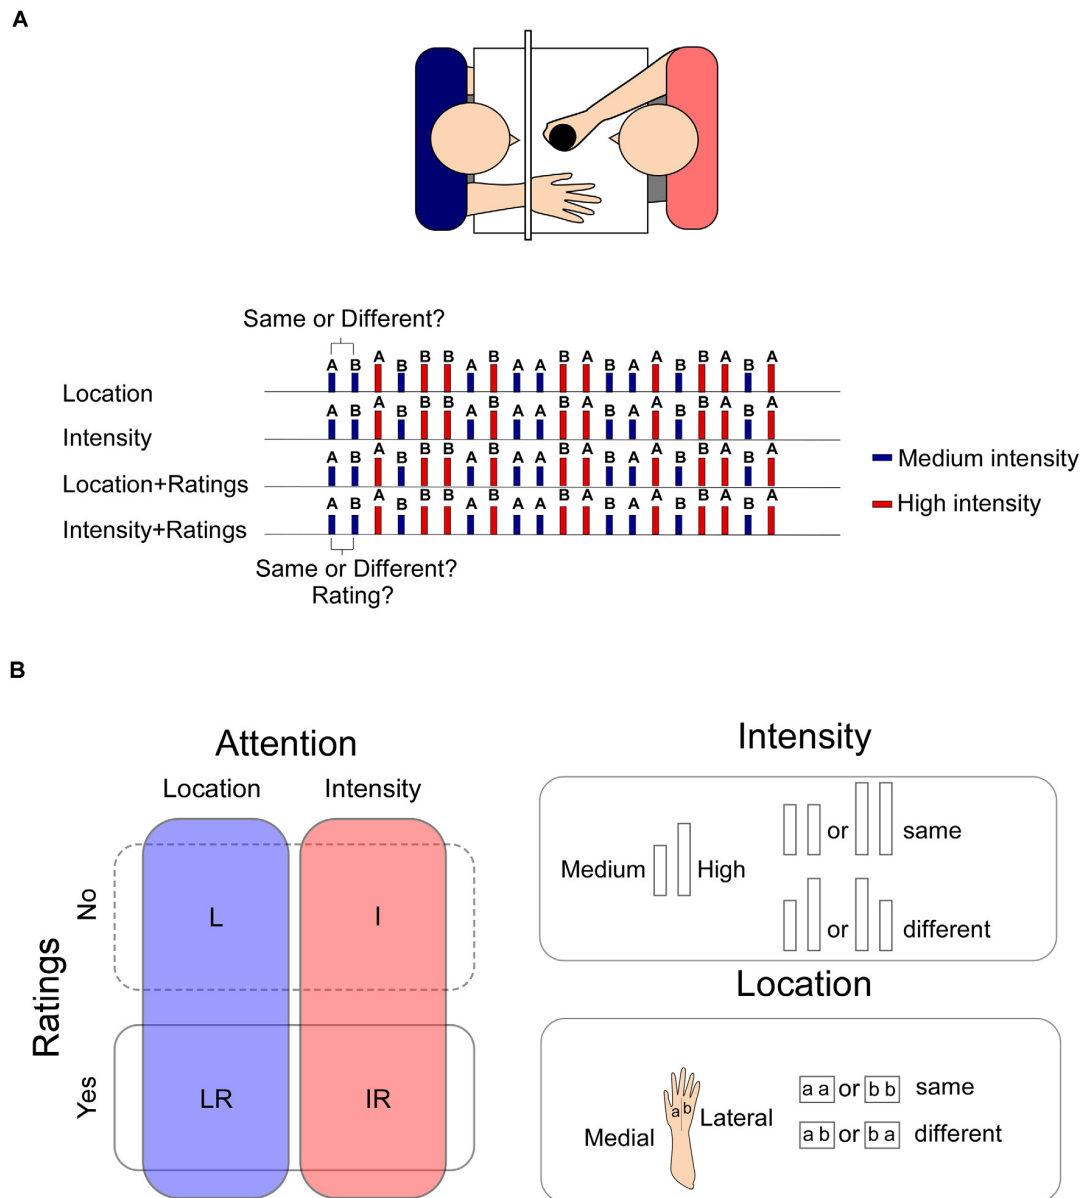 A
Same or Different?
A B A B B B A B A A B A B A A B B A B A
Location
A B A B B B A B A A B A B A A B B A B A
Intensity
A B A B B B A B A A B A B A A B B A B A
Location+Ratings
A B A B B B A B A A B A B A A B B A B A
Intensity+Ratings
Medium intensity
High intensity
Same or Different?
Rating?
B
Attention
Location Intensity
Ratings
No
L I
Yes
LR IR
Intensity
Medium High
or same
or different
Location
a b
Medial Lateral
a a or b b same
a b or b a different